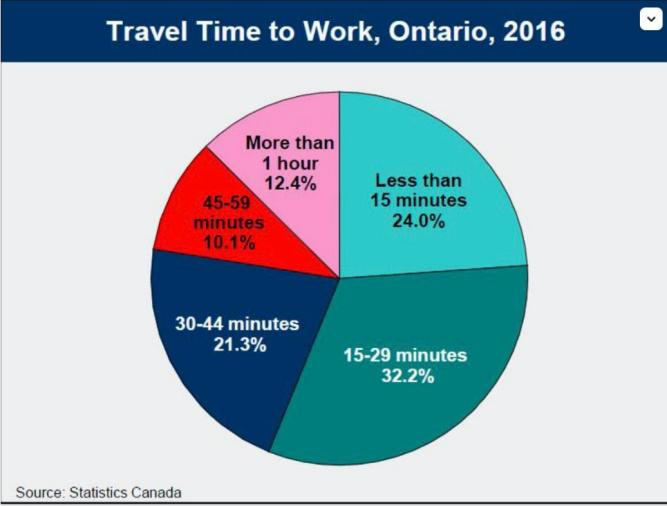 Travel Time to Work, Ontario, 2016
More than
1 hour
12.4%
Less than
15 minutes
24.0%
45-59
minutes
10.1%
30-44 minutes
21.3%
15-29 minutes
32.2%
Source: Statistics Canada